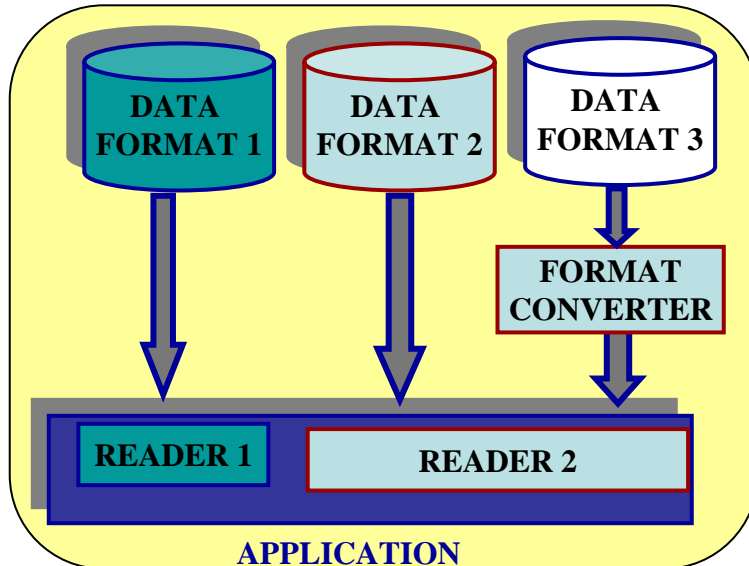 DATA
FORMAT 1
DATA
FORMAT 2
DATA
FORMAT 3
FORMAT
CONVERTER
READER 1
READER 2
APPLICATION